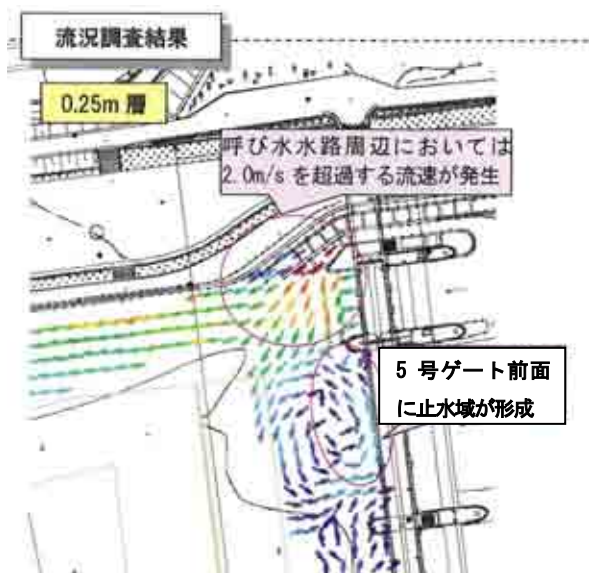 流況調査結果
0.25m 層
呼び水水路周辺においては
2.0m/s を超過する流速が発生
5 号ゲート前面
に止水域が形成